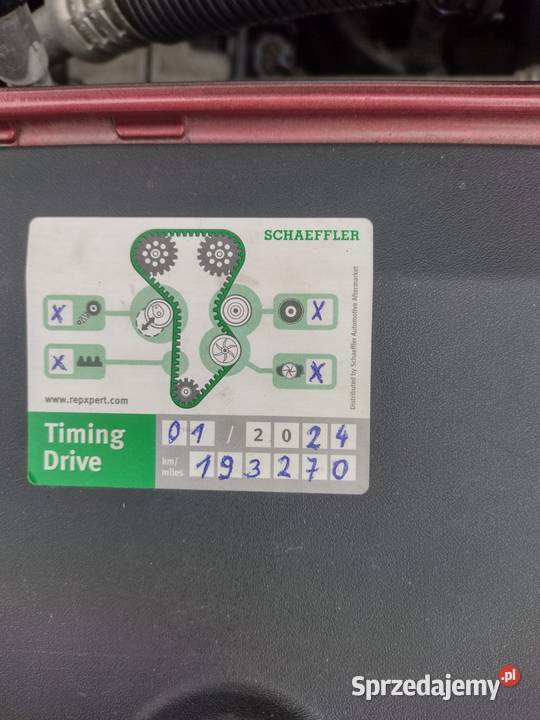 SCHAEFFLER
X
X
X
X
Distributed by Schaeffler Automotive Aftermarket
www.repxpert.com
Timing Drive
01 / 2024
km/miles 193270
Sprzedajemy.pl